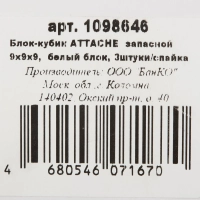 арт. 1098646
Блок-кубик ATTACHE запасной
9х9х9, белый блок, 3штуки/спайка
Производитель: ООО "БанКО"
Моск. обл., г. Коломна
140402 Окский пр-т, д. 40
4 680546 071670